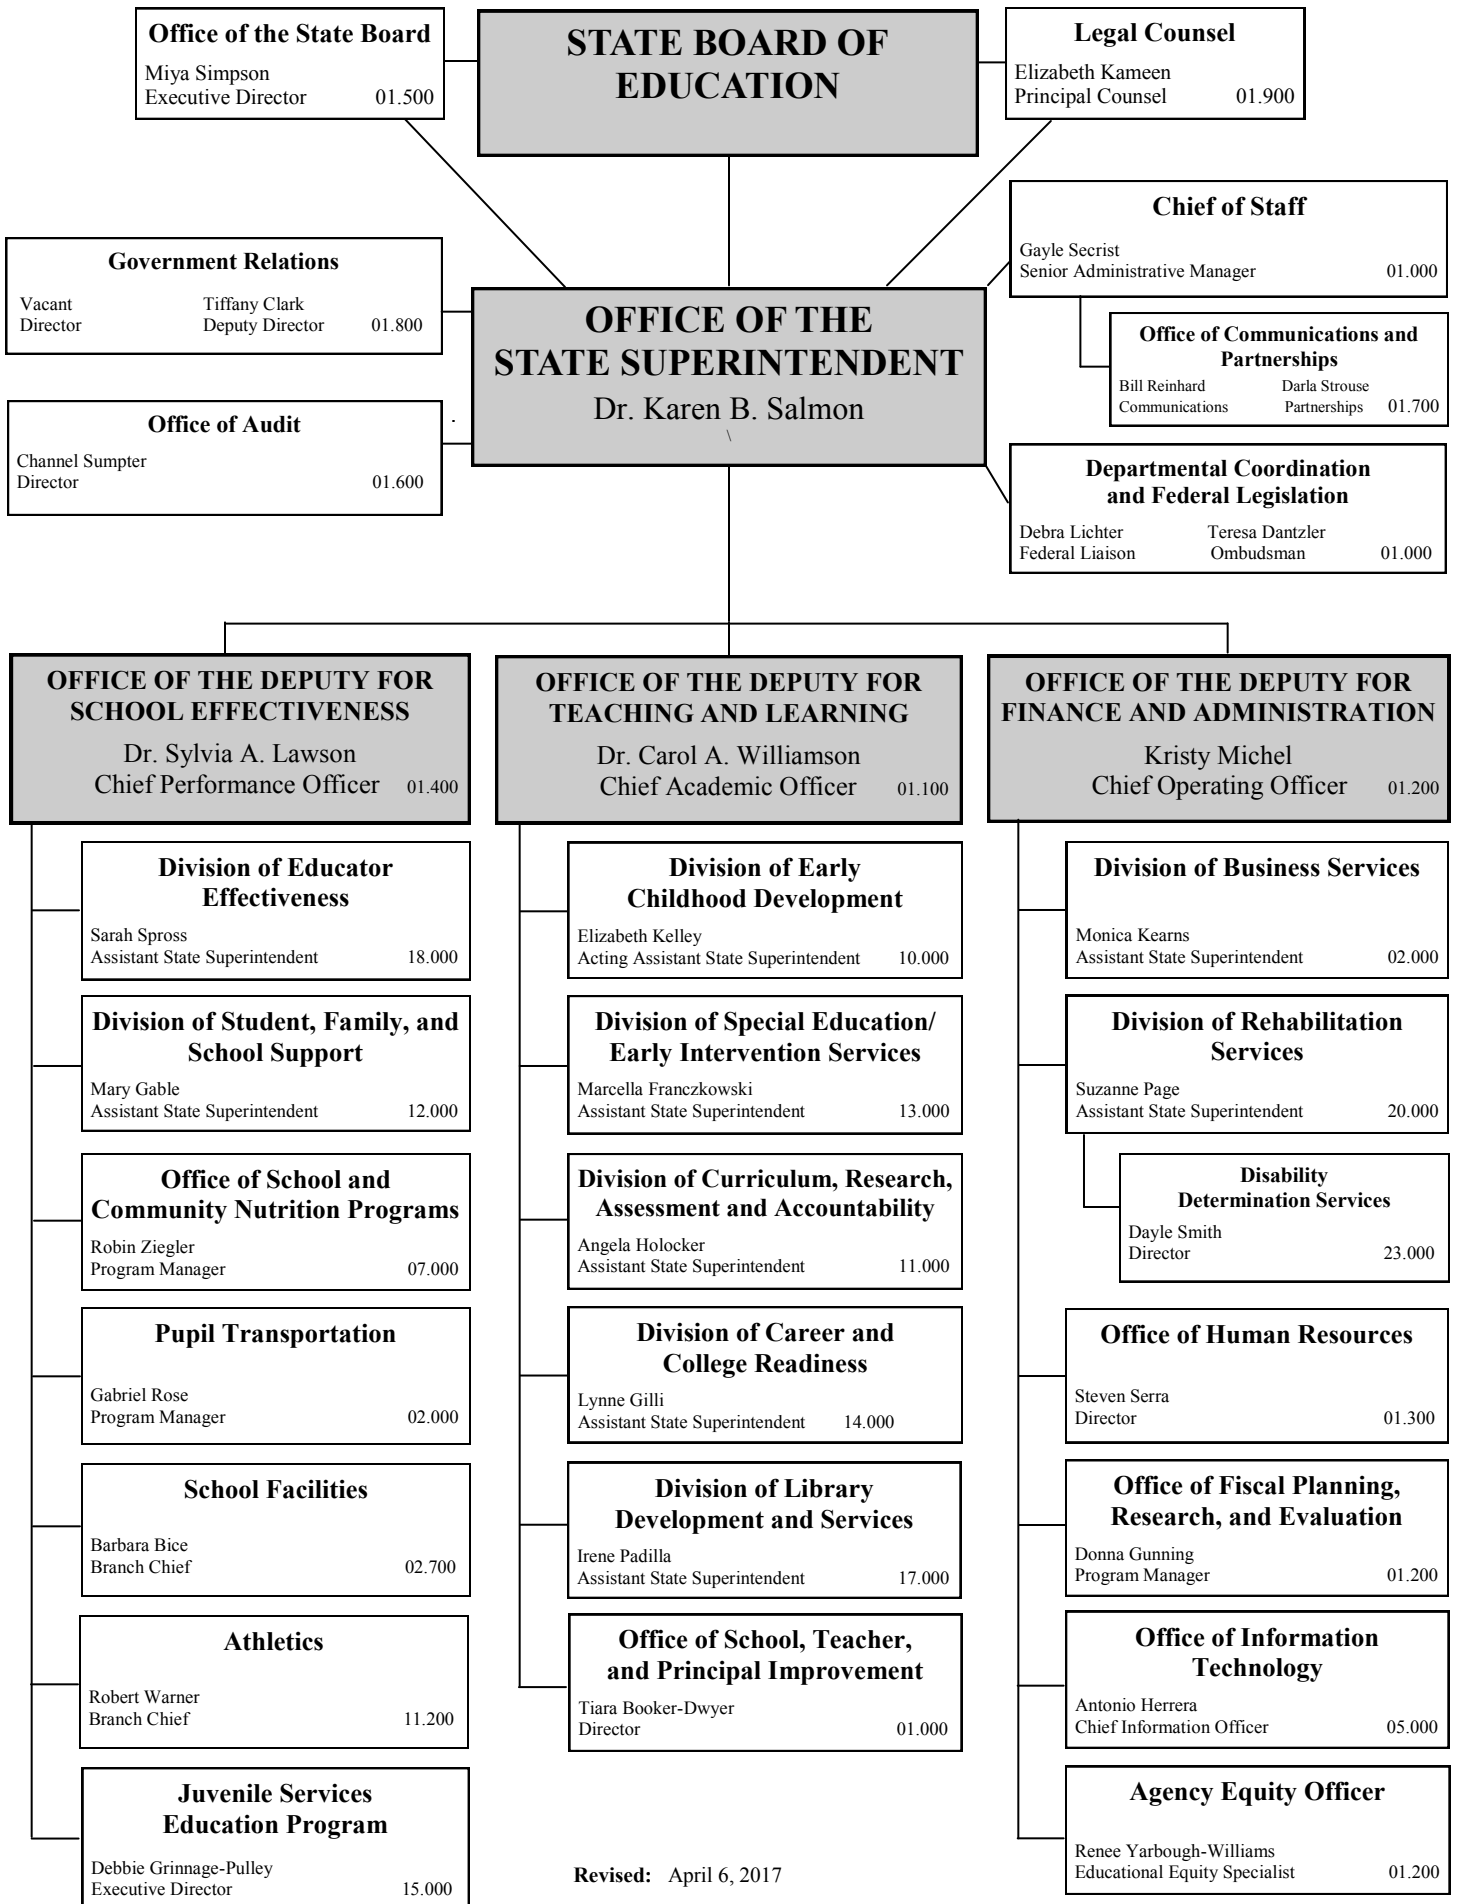 Office of the State Board
Miya Simpson
Executive Director 01.500
STATE BOARD OF
EDUCATION
Legal Counsel
Elizabeth Kameen
Principal Counsel 01.900
Government Relations
Vacant Tiffany Clark
Director Deputy Director 01.800
Office of Audit
Channel Sumpter
Director 01.600
OFFICE OF THE
STATE SUPERINTENDENT
Dr. Karen B. Salmon
\
Chief of Staff
Gayle Secrist
Senior Administrative Manager 01.000
Office of Communications and
Partnerships
Bill Reinhard Darla Strouse
Communications Partnerships 01.700
Departmental Coordination
and Federal Legislation
Debra Lichter Teresa Dantzler
Federal Liaison Ombudsman 01.000
OFFICE OF THE DEPUTY FOR
SCHOOL EFFECTIVENESS
Dr. Sylvia A. Lawson
Chief Performance Officer 01.400
Division of Educator
Effectiveness
Sarah Spross
Assistant State Superintendent 18.000
Division of Student, Family, and
School Support
Mary Gable
Assistant State Superintendent 12.000
Office of School and
Community Nutrition Programs
Robin Ziegler
Program Manager 07.000
Pupil Transportation
Gabriel Rose
Program Manager 02.000
School Facilities
Barbara Bice
Branch Chief 02.700
Athletics
Robert Warner
Branch Chief 11.200
Juvenile Services
Education Program
Debbie Grinnage-Pulley
Executive Director 15.000
OFFICE OF THE DEPUTY FOR
TEACHING AND LEARNING
Dr. Carol A. Williamson
Chief Academic Officer 01.100
Division of Early
Childhood Development
Elizabeth Kelley
Acting Assistant State Superintendent 10.000
Division of Special Education/
Early Intervention Services
Marcella Franczkowski
Assistant State Superintendent 13.000
Division of Curriculum, Research,
Assessment and Accountability
Angela Holocker
Assistant State Superintendent 11.000
Division of Career and
College Readiness
Lynne Gilli
Assistant State Superintendent 14.000
Division of Library
Development and Services
Irene Padilla
Assistant State Superintendent 17.000
Office of School, Teacher,
and Principal Improvement
Tiara Booker-Dwyer
Director 01.000
OFFICE OF THE DEPUTY FOR
FINANCE AND ADMINISTRATION
Kristy Michel
Chief Operating Officer 01.200
Division of Business Services
Monica Kearns
Assistant State Superintendent 02.000
Division of Rehabilitation
Services
Suzanne Page
Assistant State Superintendent 20.000
Disability
Determination Services
Dayle Smith
Director 23.000
Office of Human Resources
Steven Serra
Director 01.300
Office of Fiscal Planning,
Research, and Evaluation
Donna Gunning
Program Manager 01.200
Office of Information
Technology
Antonio Herrera
Chief Information Officer 05.000
Agency Equity Officer
Renee Yarbough-Williams
Educational Equity Specialist 01.200
Revised: April 6, 2017